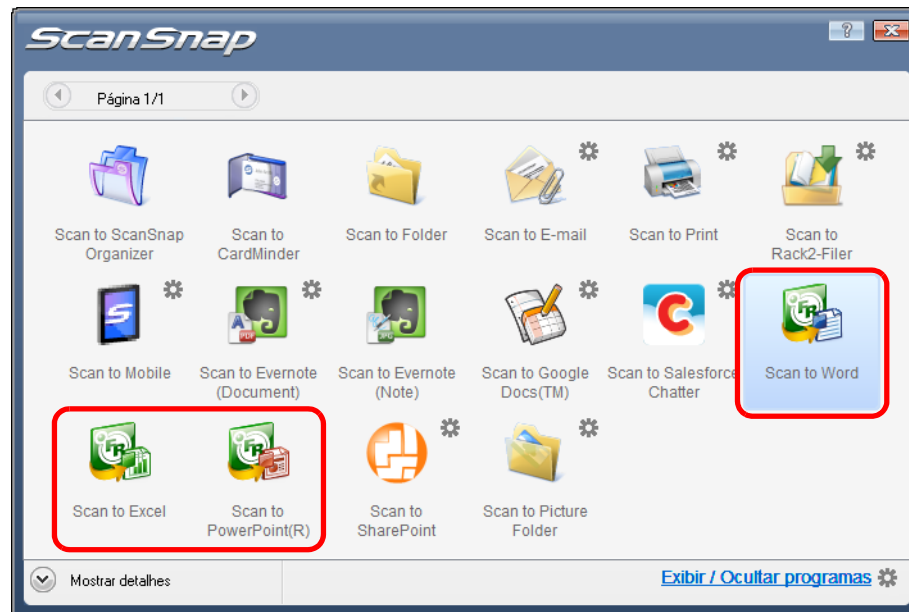 ScanSnap
?
Página 1/1
Scan to ScanSnap
Organizer
Scan to
CardMinder
Scan to Folder
Scan to E-mail
Scan to Print
Scan to
Rack2-Filer
Scan to Mobile
Scan to Evernote
(Document)
Scan to Evernote
(Note)
Scan to Google
Docs(TM)
Scan to Salesforce
Chatter
Scan to Word
Scan to Excel
Scan to
PowerPoint(R)
Scan to
SharePoint
Scan to Picture
Folder
Mostrar detalhes
Exibir / Ocultar programas